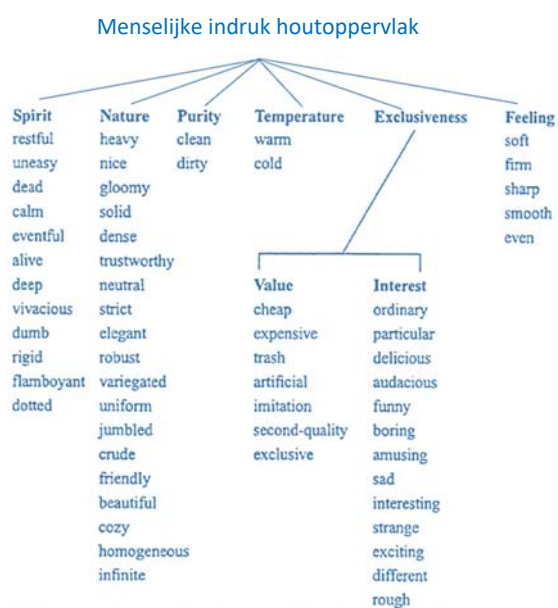 Menselijke indruk houtoppervlak
Spirit
restful
uneasy
dead
calm
eventful
alive
deep
vivacious
dumb
rigid
flamboyant
dotted
Nature
heavy
nice
gloomy
solid
dense
trustworthy
neutral
strict
elegant
robust
variegated
uniform
jumbled
crude
friendly
beautiful
cozy
homogeneous
infinite
Purity
clean
dirty
Temperature
warm
cold
Exclusiveness
Value
cheap
expensive
trash
artificial
imitation
second-quality
exclusive
Interest
ordinary
particular
delicious
audacious
funny
boring
amusing
sad
interesting
strange
exciting
different
rough
Feeling
soft
firm
sharp
smooth
even